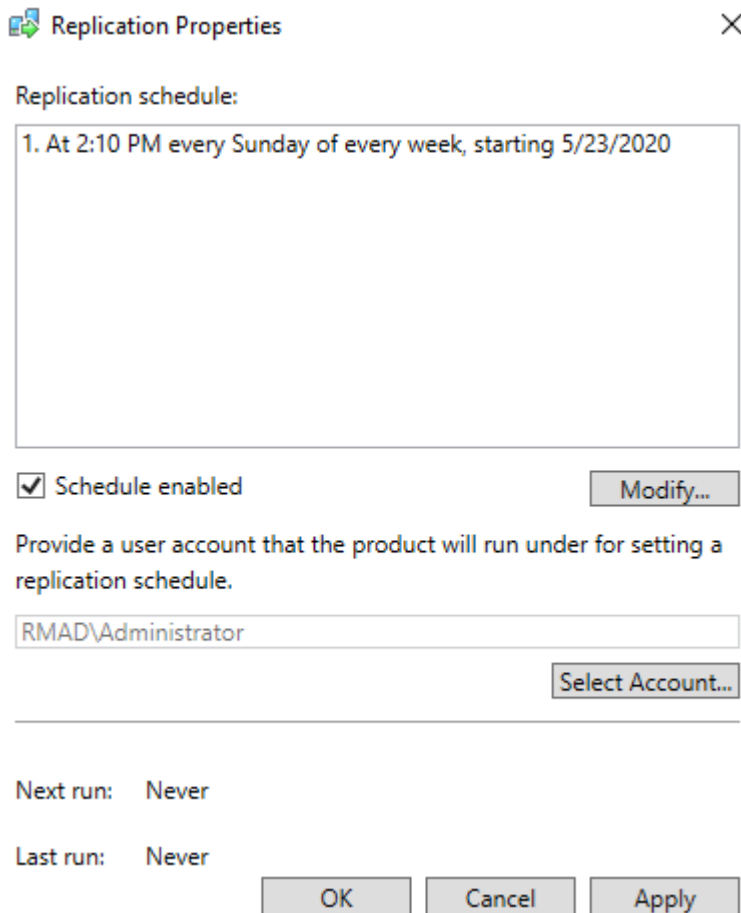 Replication Properties
Replication schedule:
1. At 2:10 PM every Sunday of every week, starting 5/23/2020
Schedule enabled
Modify...
Provide a user account that the product will run under for setting a
replication schedule.
RMAD\Administrator
Select Account...
Next run: Never
Last run: Never
OK Cancel Apply